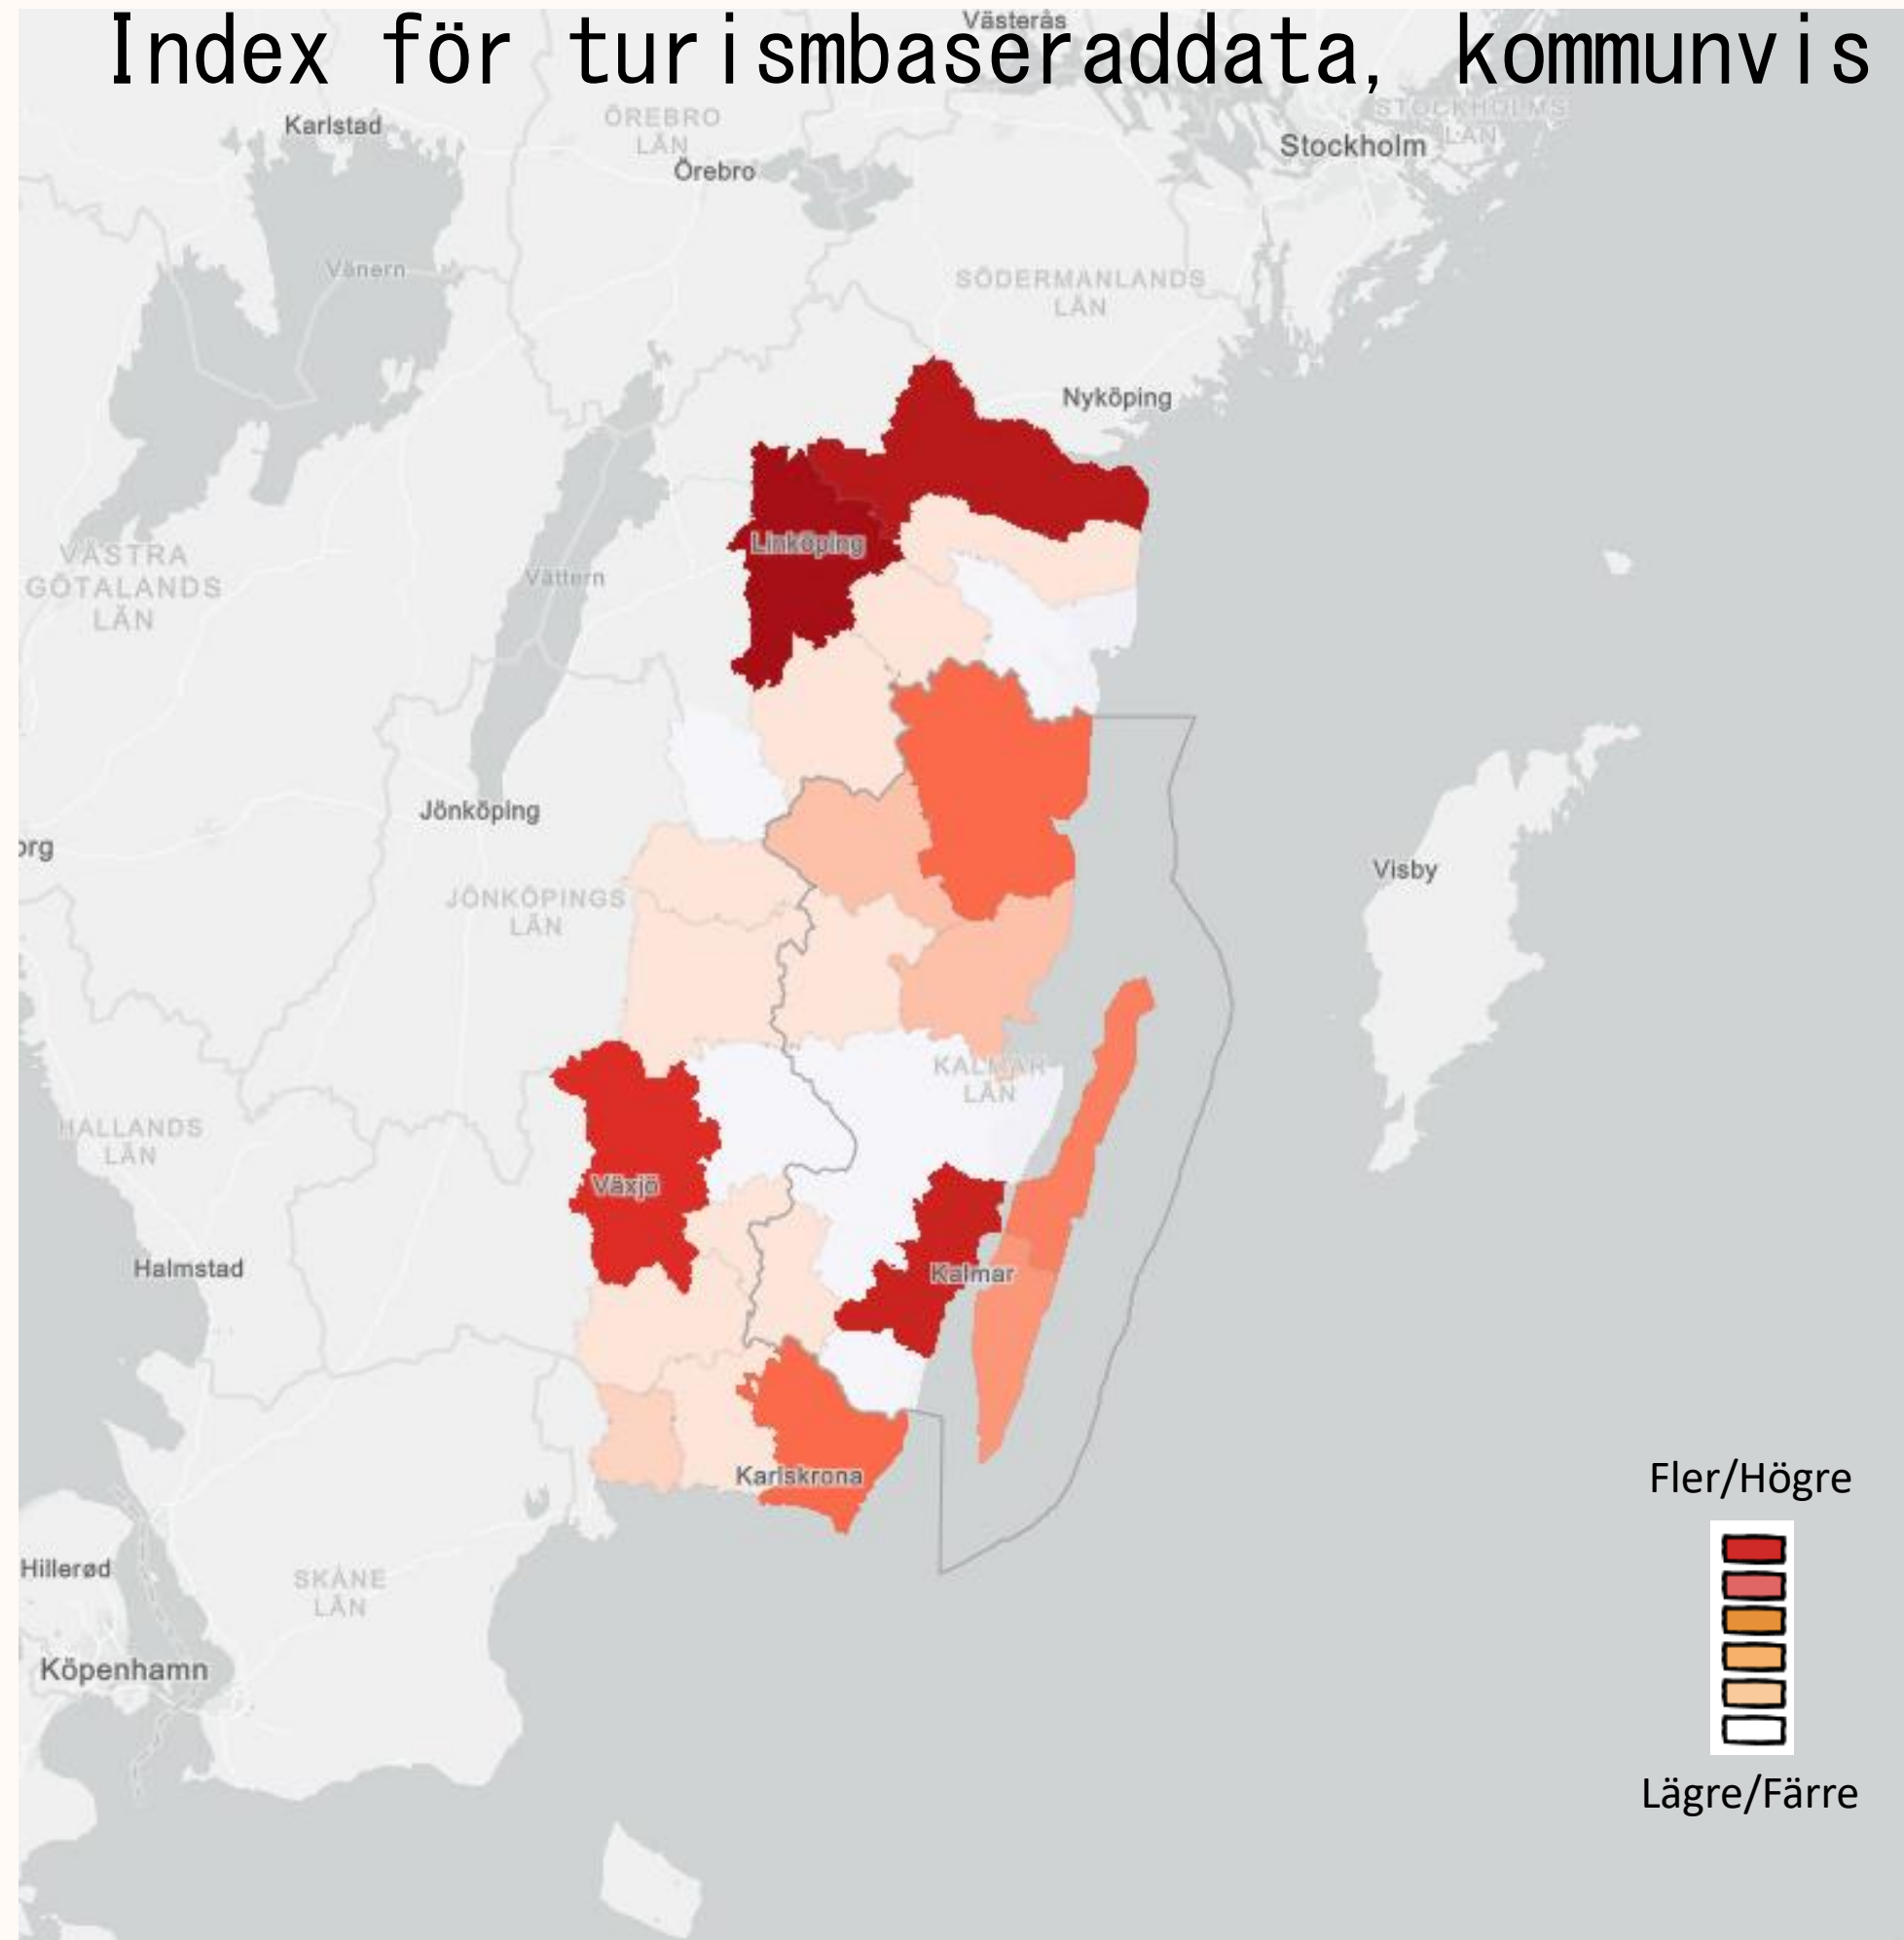 Index för turismbaseraddata, kommunvis
Västerås
Karlstad
ÖREBRO
LÄN
Örebro
STOCKHOLMS
LÄN
Stockholm
Vänern
SÖDERMANLANDS
LÄN
Nyköping
Linköping
VÄSTRA
GÖTALANDS
LÄN
Vättern
Jönköping
org
Visby
JÖNKÖPINGS
LÄN
KALMAR
LÄN
HALLANDS
LÄN
Växjö
Halmstad
Kalmar
Karlskrona
Fler/Högre
Hillerød
SKÅNE
LÄN
Köpenhamn
Lägre/Färre